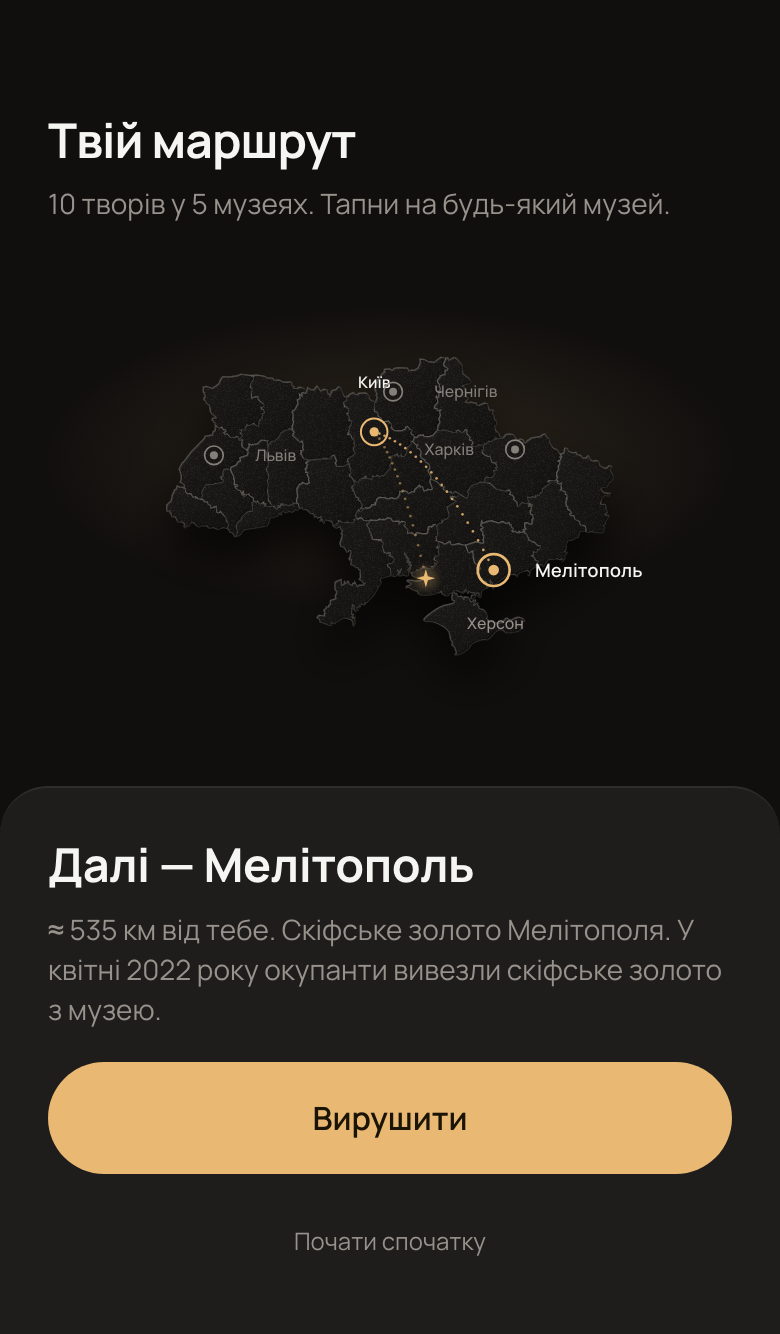 Твій маршрут
10 творів у 5 музеях. Тапни на будь-який музей.
Київ
Чернігів
Львів
Харків
Мелітополь
Херсон
Далі — Мелітополь
≈ 535 км від тебе. Скіфське золото Мелітополя. У
квітні 2022 року окупанти вивезли скіфське золото
з музею.
Вирушити
Почати спочатку